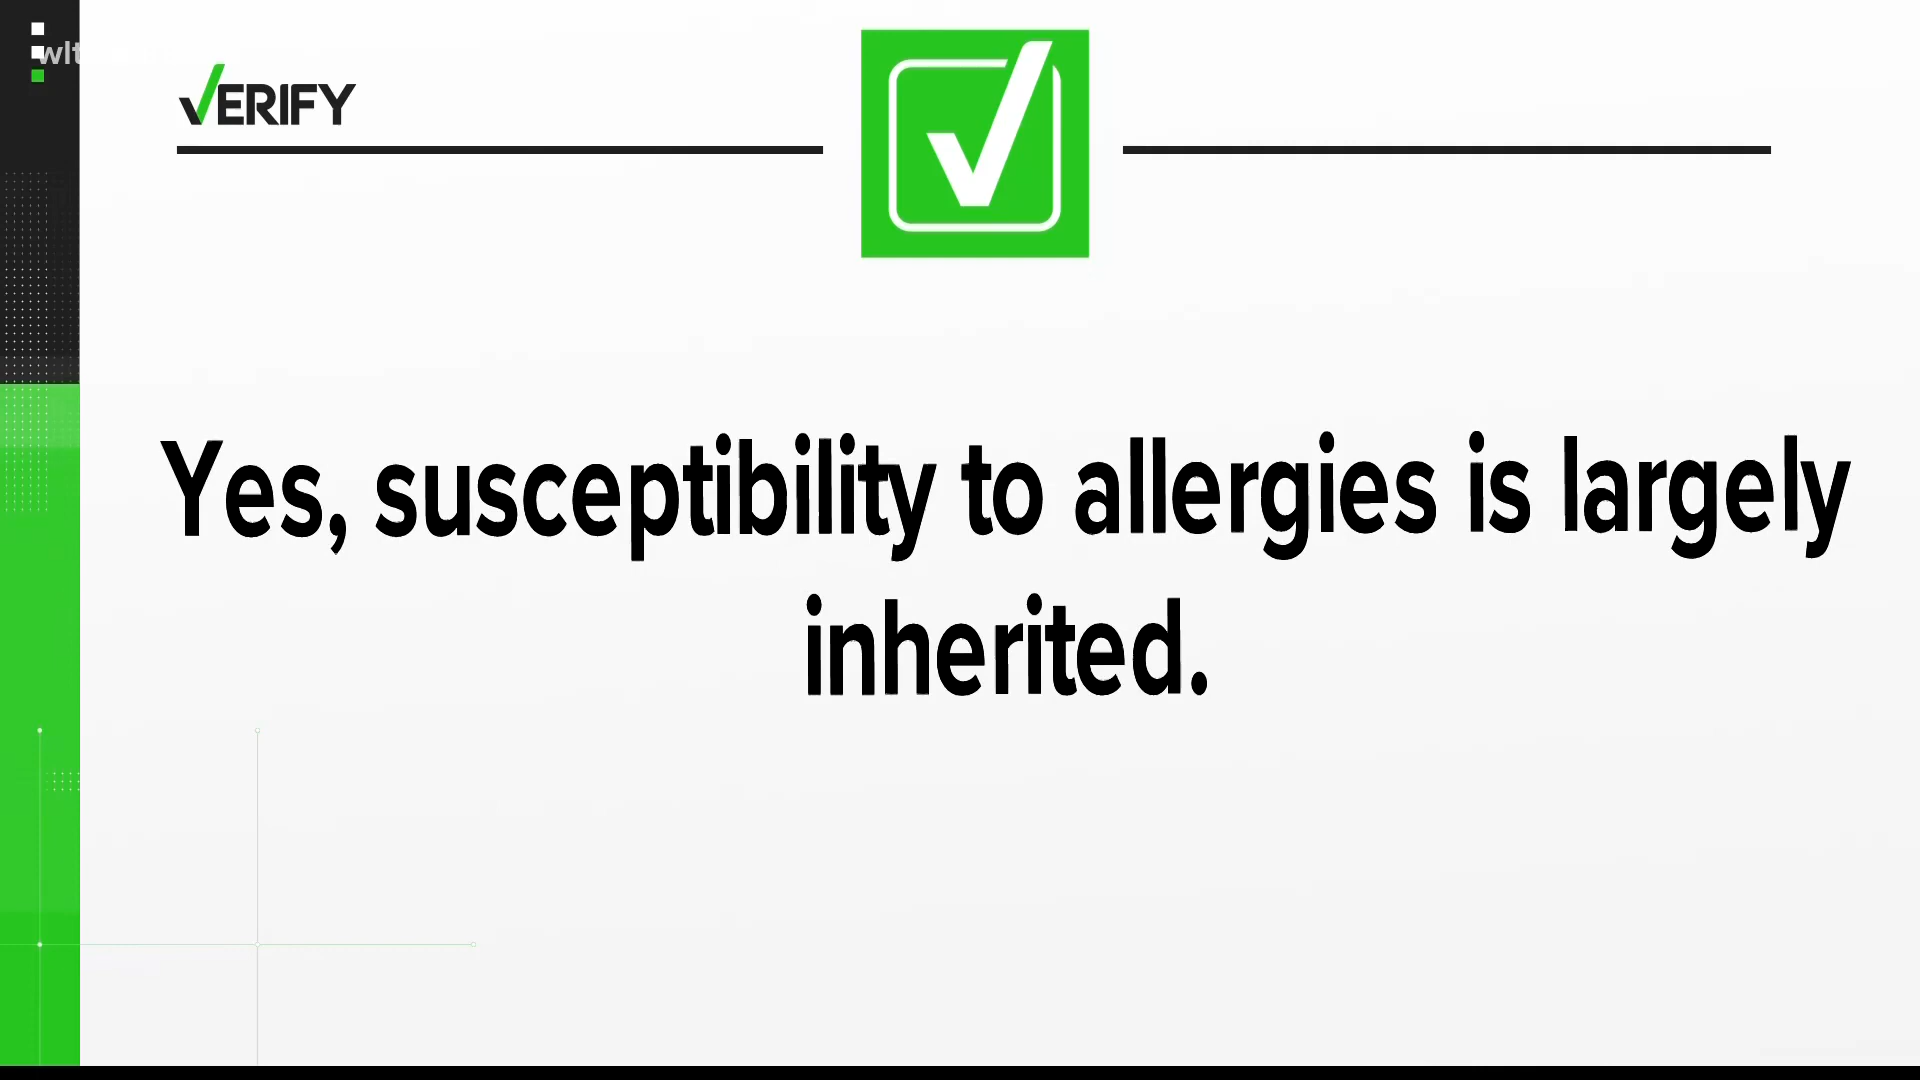 VERIFY
Yes, susceptibility to allergies is largely
inherited.